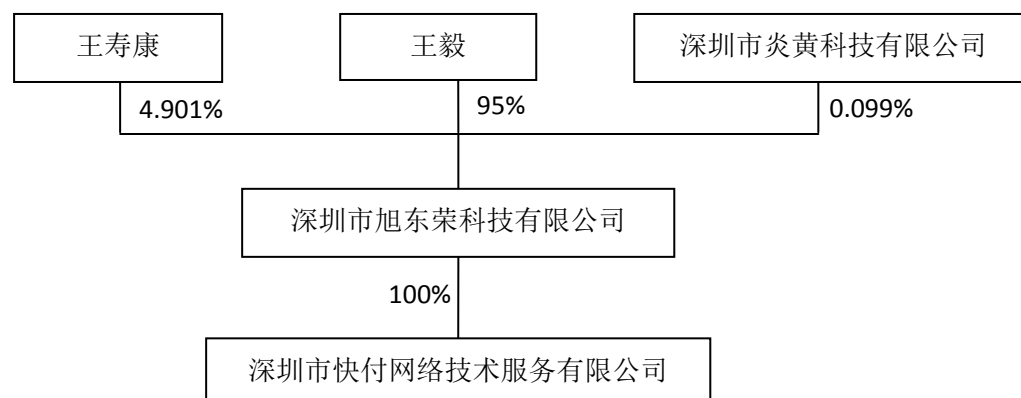 王寿康
王毅
深圳市炎黄科技有限公司
4.901%
95%
0.099%
深圳市旭东荣科技有限公司
100%
深圳市快付网络技术服务有限公司